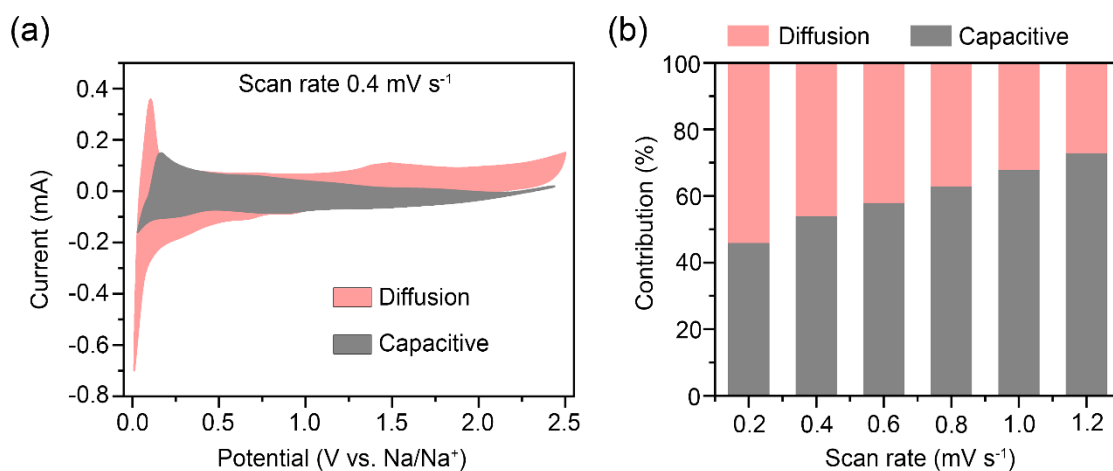 (a)
Scan rate 0.4 mV s⁻¹
0.4
0.2
0.0
-0.2
-0.4
-0.6
-0.8
Current (mA)
Diffusion
Capacitive
0.0 0.5 1.0 1.5 2.0 2.5
Potential (V vs. Na/Na⁺)
(b)
Diffusion Capacitive
100
80
60
40
20
0
Contribution (%)
0.2 0.4 0.6 0.8 1.0 1.2
Scan rate (mV s⁻¹)